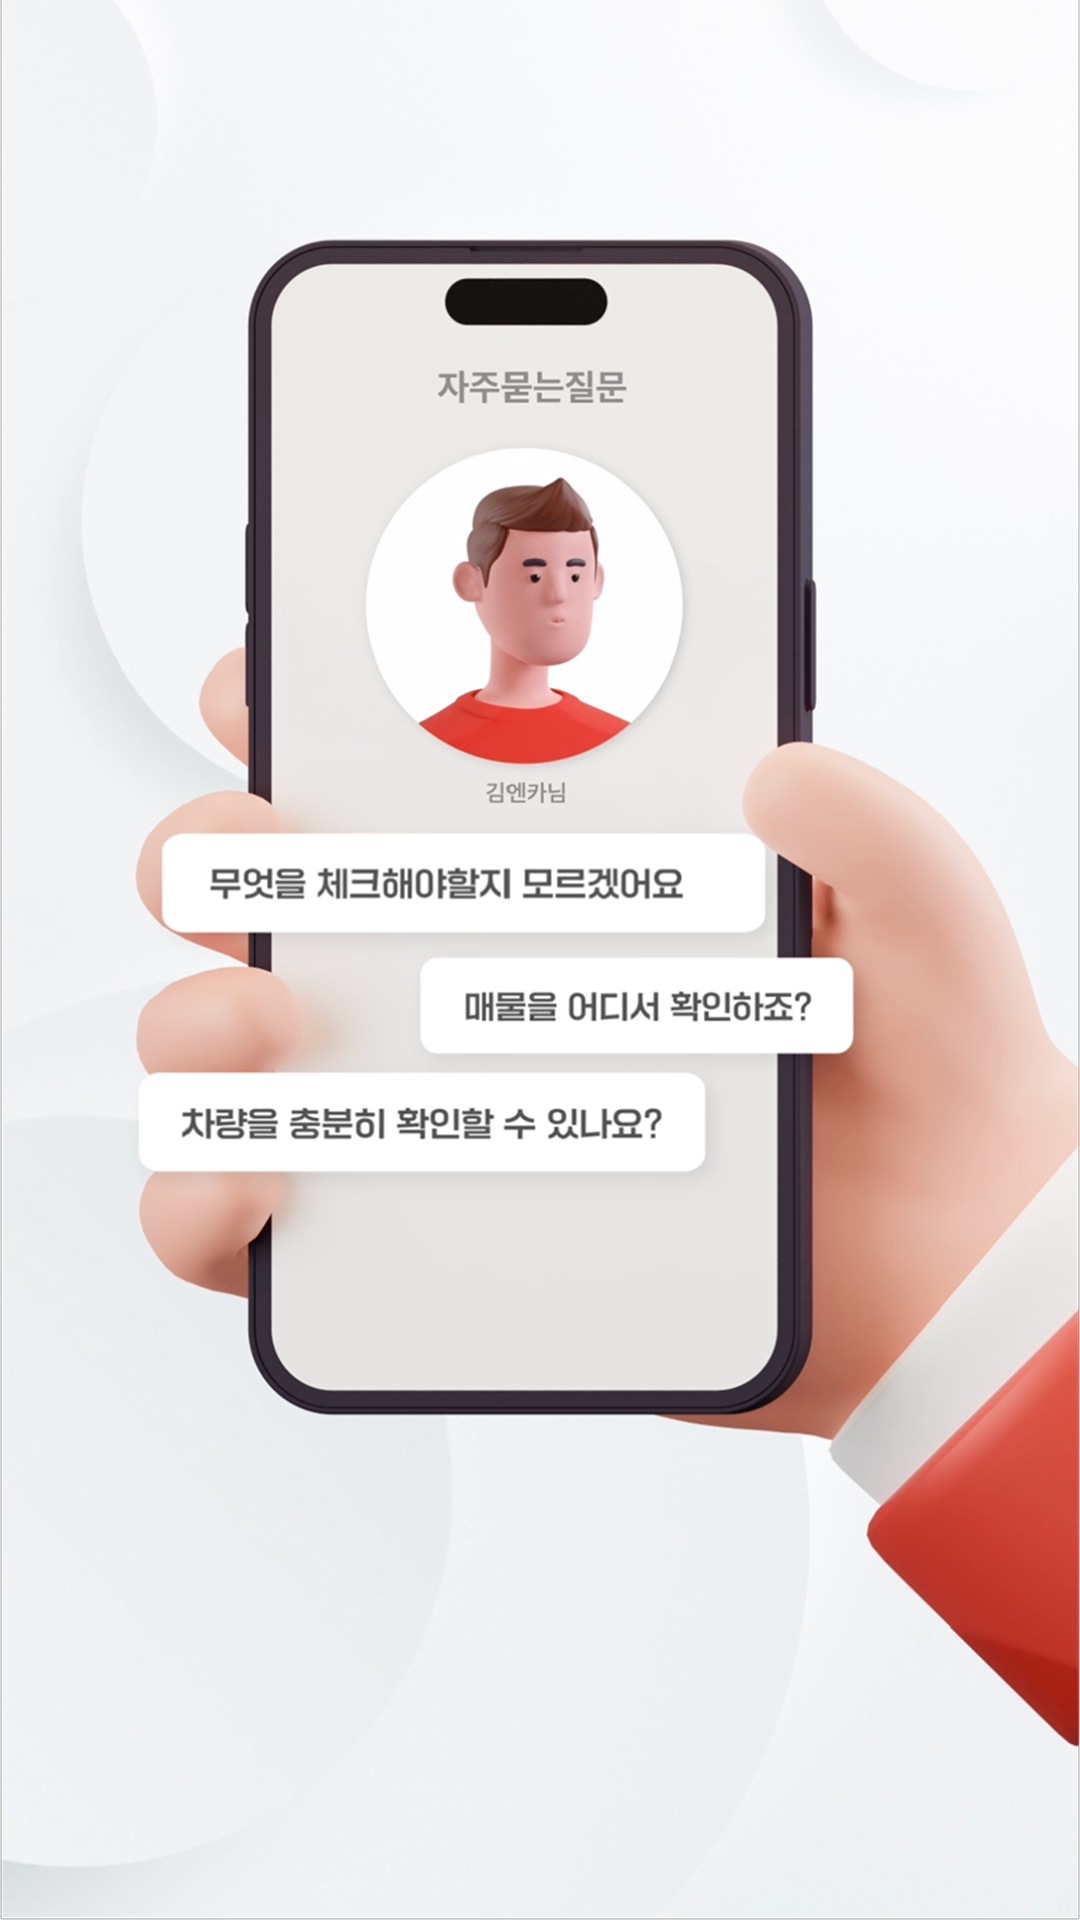 자주묻는질문
김엔카님
무엇을 체크해야할지 모르겠어요
매물을 어디서 확인하죠?
차량을 충분히 확인할 수 있나요?